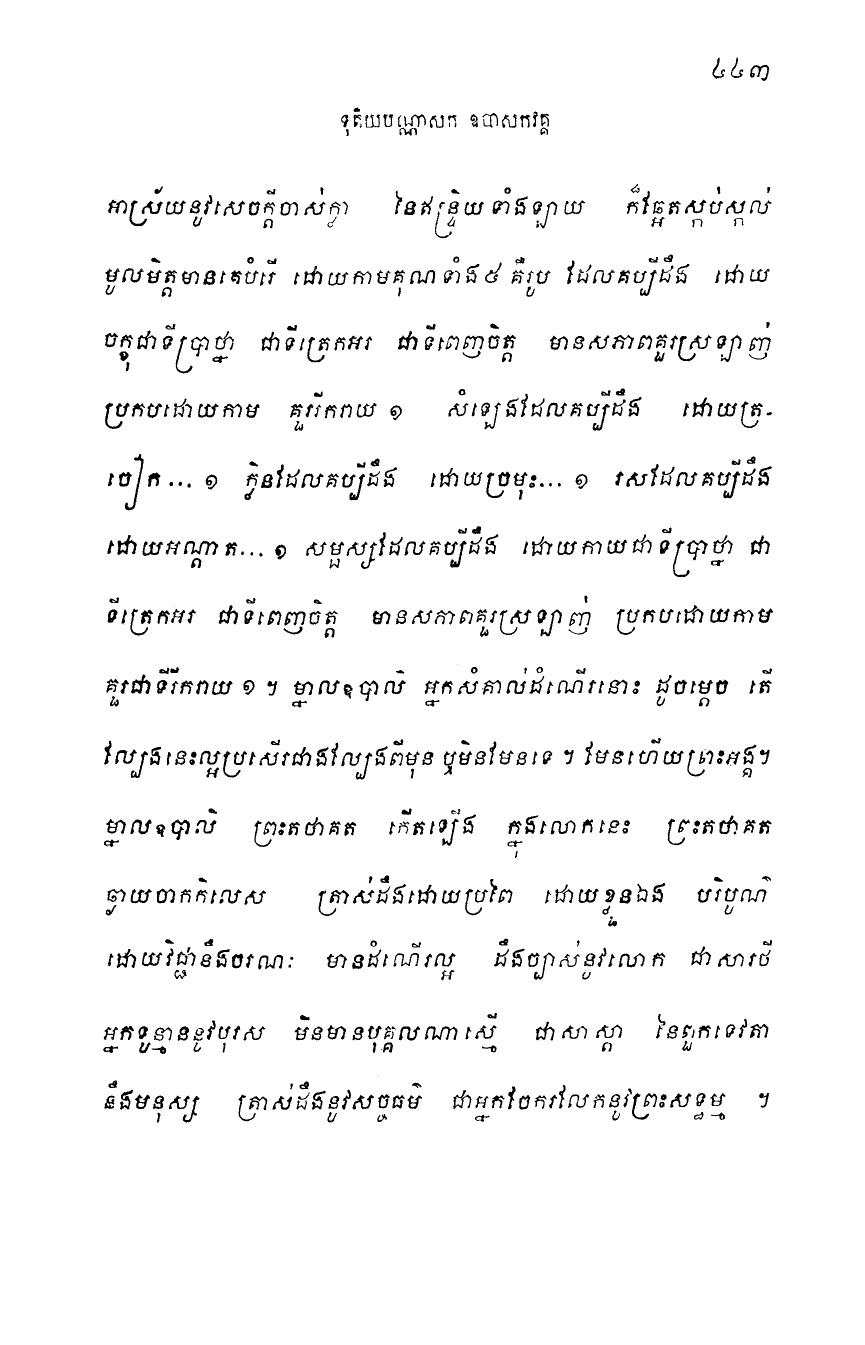 ៤៤៣
ទុតិយបណ្ណាសក ឧបាសកវគ្គ
អាស្រ័យនូវសេចក្តីចាស់ក្លា នៃឥន្ទ្រិយទាំងឡាយ ក៏ឆ្អែតស្កប់ស្កល់
មូលមិត្តមានគេបំរើ ដោយកាមគុណទាំង៥ គឺរូប ដែលគប្បីដឹង ដោយ
ចក្ខុជាទីប្រាថ្នា ជាទីត្រេកអរ ជាទីពេញចិត្ត មានសភាពគួរស្រឡាញ់
ប្រកបដោយកាម គួររីករាយ ១ សំឡេងដែលគប្បីដឹង ដោយត្រ-
ចៀក... ១ ក្លិនដែលគប្បីដឹង ដោយច្រមុះ... ១ រសដែលគប្បីដឹង
ដោយអណ្តាត... ១ សម្ផស្សដែលគប្បីដឹង ដោយកាយជាទីប្រាថ្នា ជា
ទីត្រេកអរ ជាទីពេញចិត្ត មានសភាពគួរស្រឡាញ់ ប្រកបដោយកាម
គួរជាទីរីករាយ ១ ។ ម្នាលឧបាលិ អ្នកសំគាល់ដំណើរនោះ ដូចម្តេច តើ
ល្បែងនេះល្អប្រសើរជាងល្បែងពីមុន ឬមិនមែនទេ ។ មែនហើយព្រះអង្គ។
ម្នាលឧបាលិ ព្រះតថាគត កើតឡើង ក្នុងលោកនេះ ព្រះតថាគត
ឆ្ងាយចាកកិលេស ត្រាស់ដឹងដោយប្រពៃ ដោយខ្លួនឯង បរិបូណ៌
ដោយវិជ្ជានឹងចរណៈ មានដំណើរល្អ ដឹងច្បាស់នូវលោក ជាសារថី
អ្នកទូន្មាននូវបុរស មិនមានបុគ្គលណាស្មើ ជាសាស្តា នៃពួកទេវតា
នឹងមនុស្ស ត្រាស់ដឹងនូវសច្ចធម៌ ជាអ្នកចែករលែកនូវព្រះសទ្ធម្ម ។